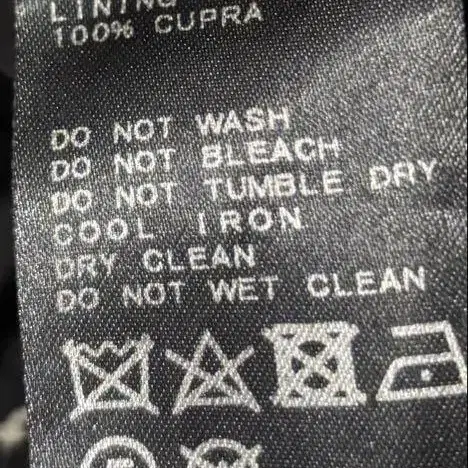 LINING
100% CUPRA
DO NOT WASH
DO NOT BLEACH
DO NOT TUMBLE DRY
COOL IRON
DRY CLEAN
DO NOT WET CLEAN